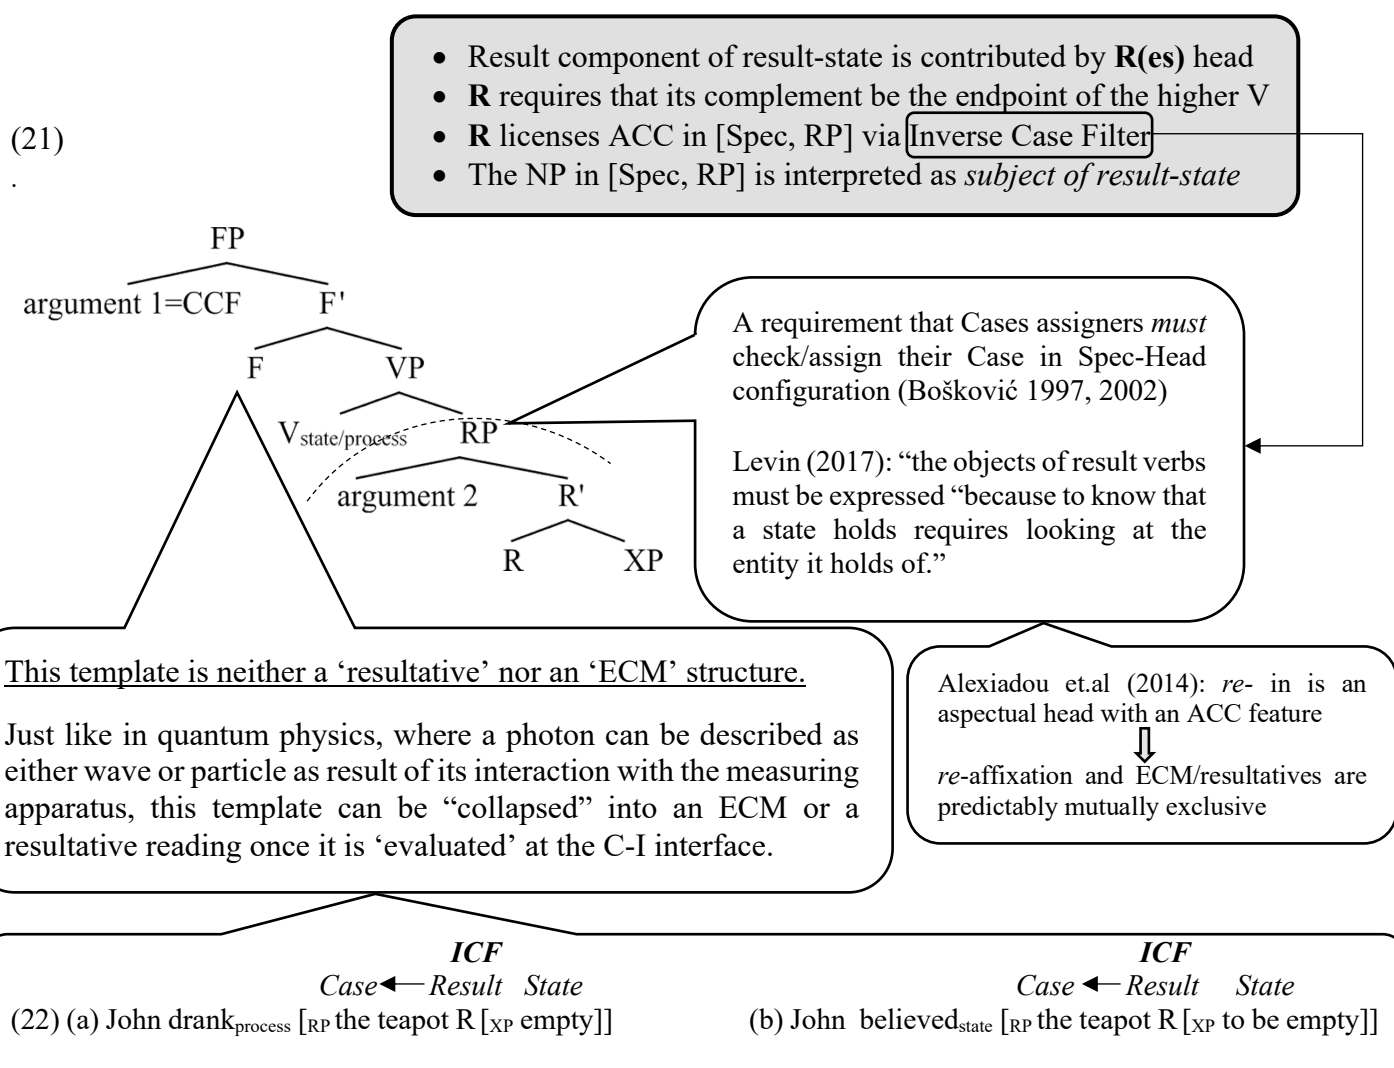 • Result component of result-state is contributed by R(es) head
• R requires that its complement be the endpoint of the higher V
• R licenses ACC in [Spec, RP] via Inverse Case Filter
• The NP in [Spec, RP] is interpreted as subject of result-state
(21)
.
FP
argument 1=CCF F'
F VP
Vstate/process RP
argument 2 R'
R XP
A requirement that Cases assigners must
check/assign their Case in Spec-Head
configuration (Bošković 1997, 2002)
Levin (2017): “the objects of result verbs
must be expressed “because to know that
a state holds requires looking at the
entity it holds of.”
This template is neither a ‘resultative’ nor an ‘ECM’ structure.
Just like in quantum physics, where a photon can be described as
either wave or particle as result of its interaction with the measuring
apparatus, this template can be “collapsed” into an ECM or a
resultative reading once it is ‘evaluated’ at the C-I interface.
Alexiadou et.al (2014): re- in is an
aspectual head with an ACC feature
re-affixation and ECM/resultatives are
predictably mutually exclusive
ICF ICF
Case Result State Case Result State
(22) (a) John drankprocess [RP the teapot R [XP empty]] (b) John believedstate [RP the teapot R [XP to be empty]]